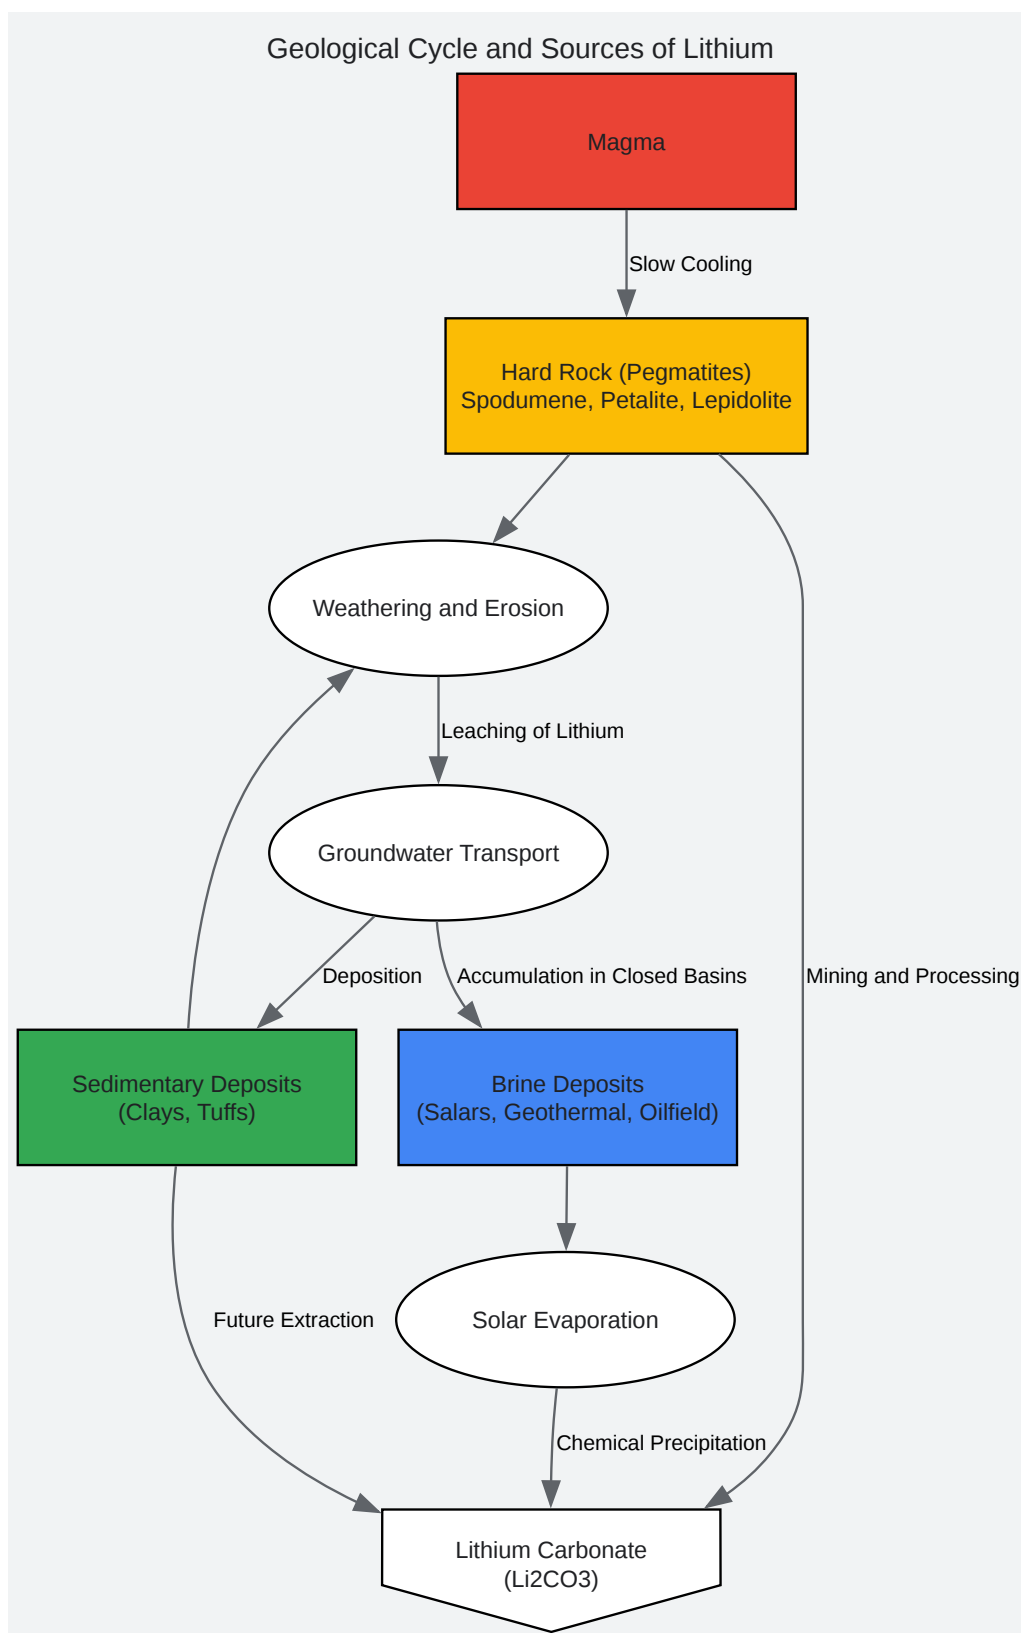 Geological Cycle and Sources of Lithium
Magma
Slow Cooling
Hard Rock (Pegmatites)
Spodumene, Petalite, Lepidolite
Weathering and Erosion
Leaching of Lithium
Groundwater Transport
Deposition
Accumulation in Closed Basins
Mining and Processing
Sedimentary Deposits
(Clays, Tuffs)
Brine Deposits
(Salars, Geothermal, Oilfield)
Future Extraction
Solar Evaporation
Chemical Precipitation
Lithium Carbonate
(Li2CO3)